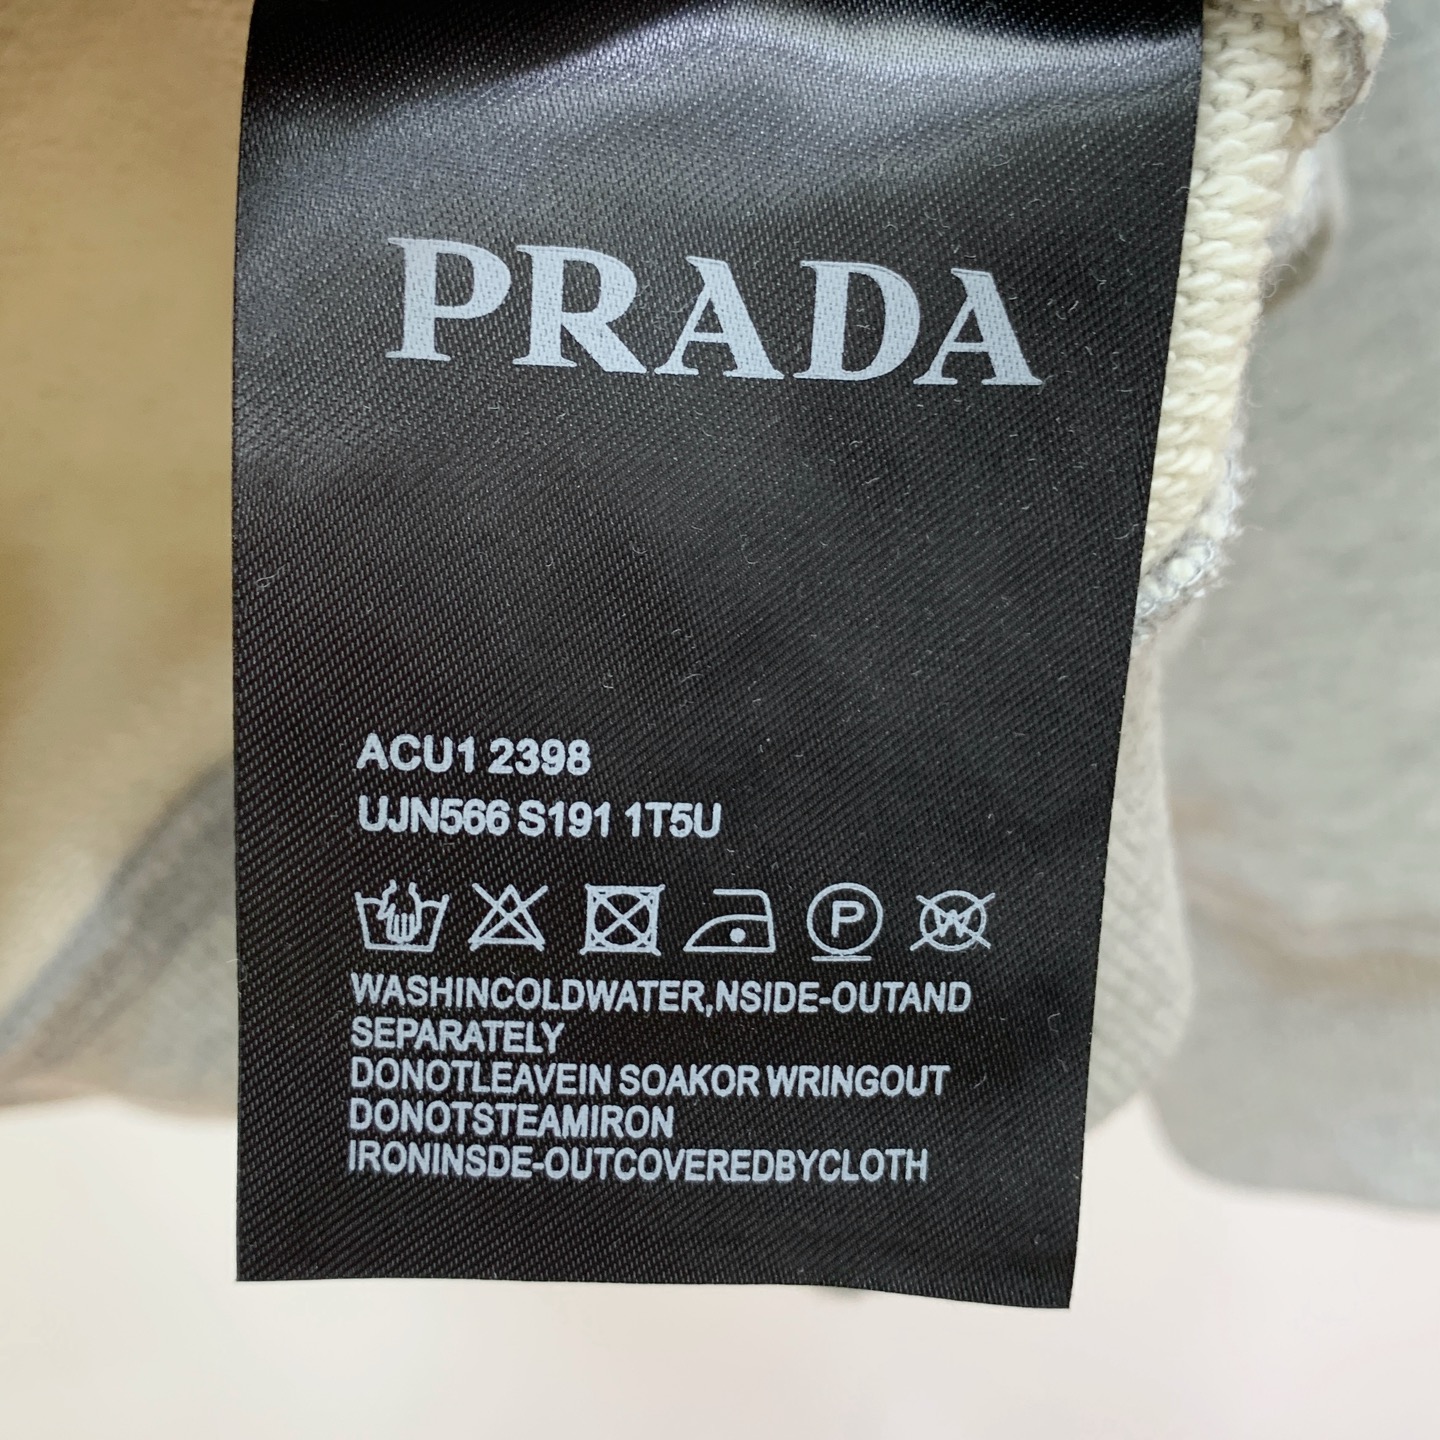 PRADA
ACU1 2398
UJN566 S191 1T5U
P W
WASHINCOLDWATER,NSIDE-OUTAND
SEPARATELY
DONOTLEAVEIN SOAKOR WRINGOUT
DONOTSTEAMIRON
IRONINSDE-OUTCOVEREDBYCLOTH